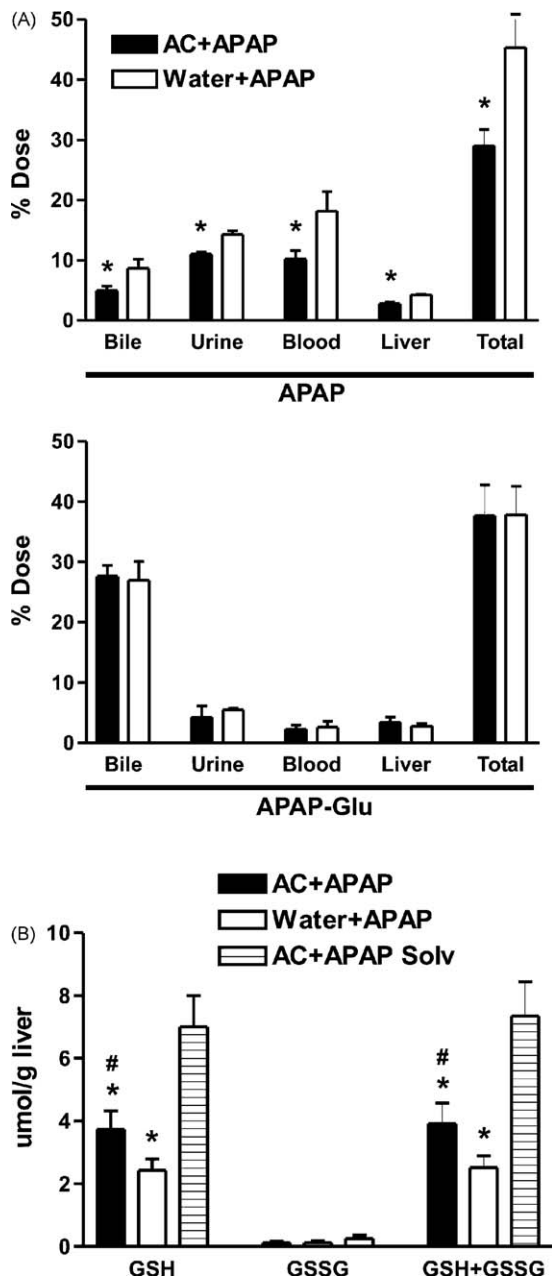 (A)
AC+APAP
Water+APAP
50
40
30
20
10
0
% Dose
*
*
*
*
*
Bile Urine Blood Liver Total
APAP
50
40
30
20
10
0
% Dose
Bile Urine Blood Liver Total
APAP-Glu
AC+APAP
Water+APAP
AC+APAP Solv
(B)
10
8
6
4
2
0
umol/g liver
# #
* * * *
GSH GSSG GSH+GSSG